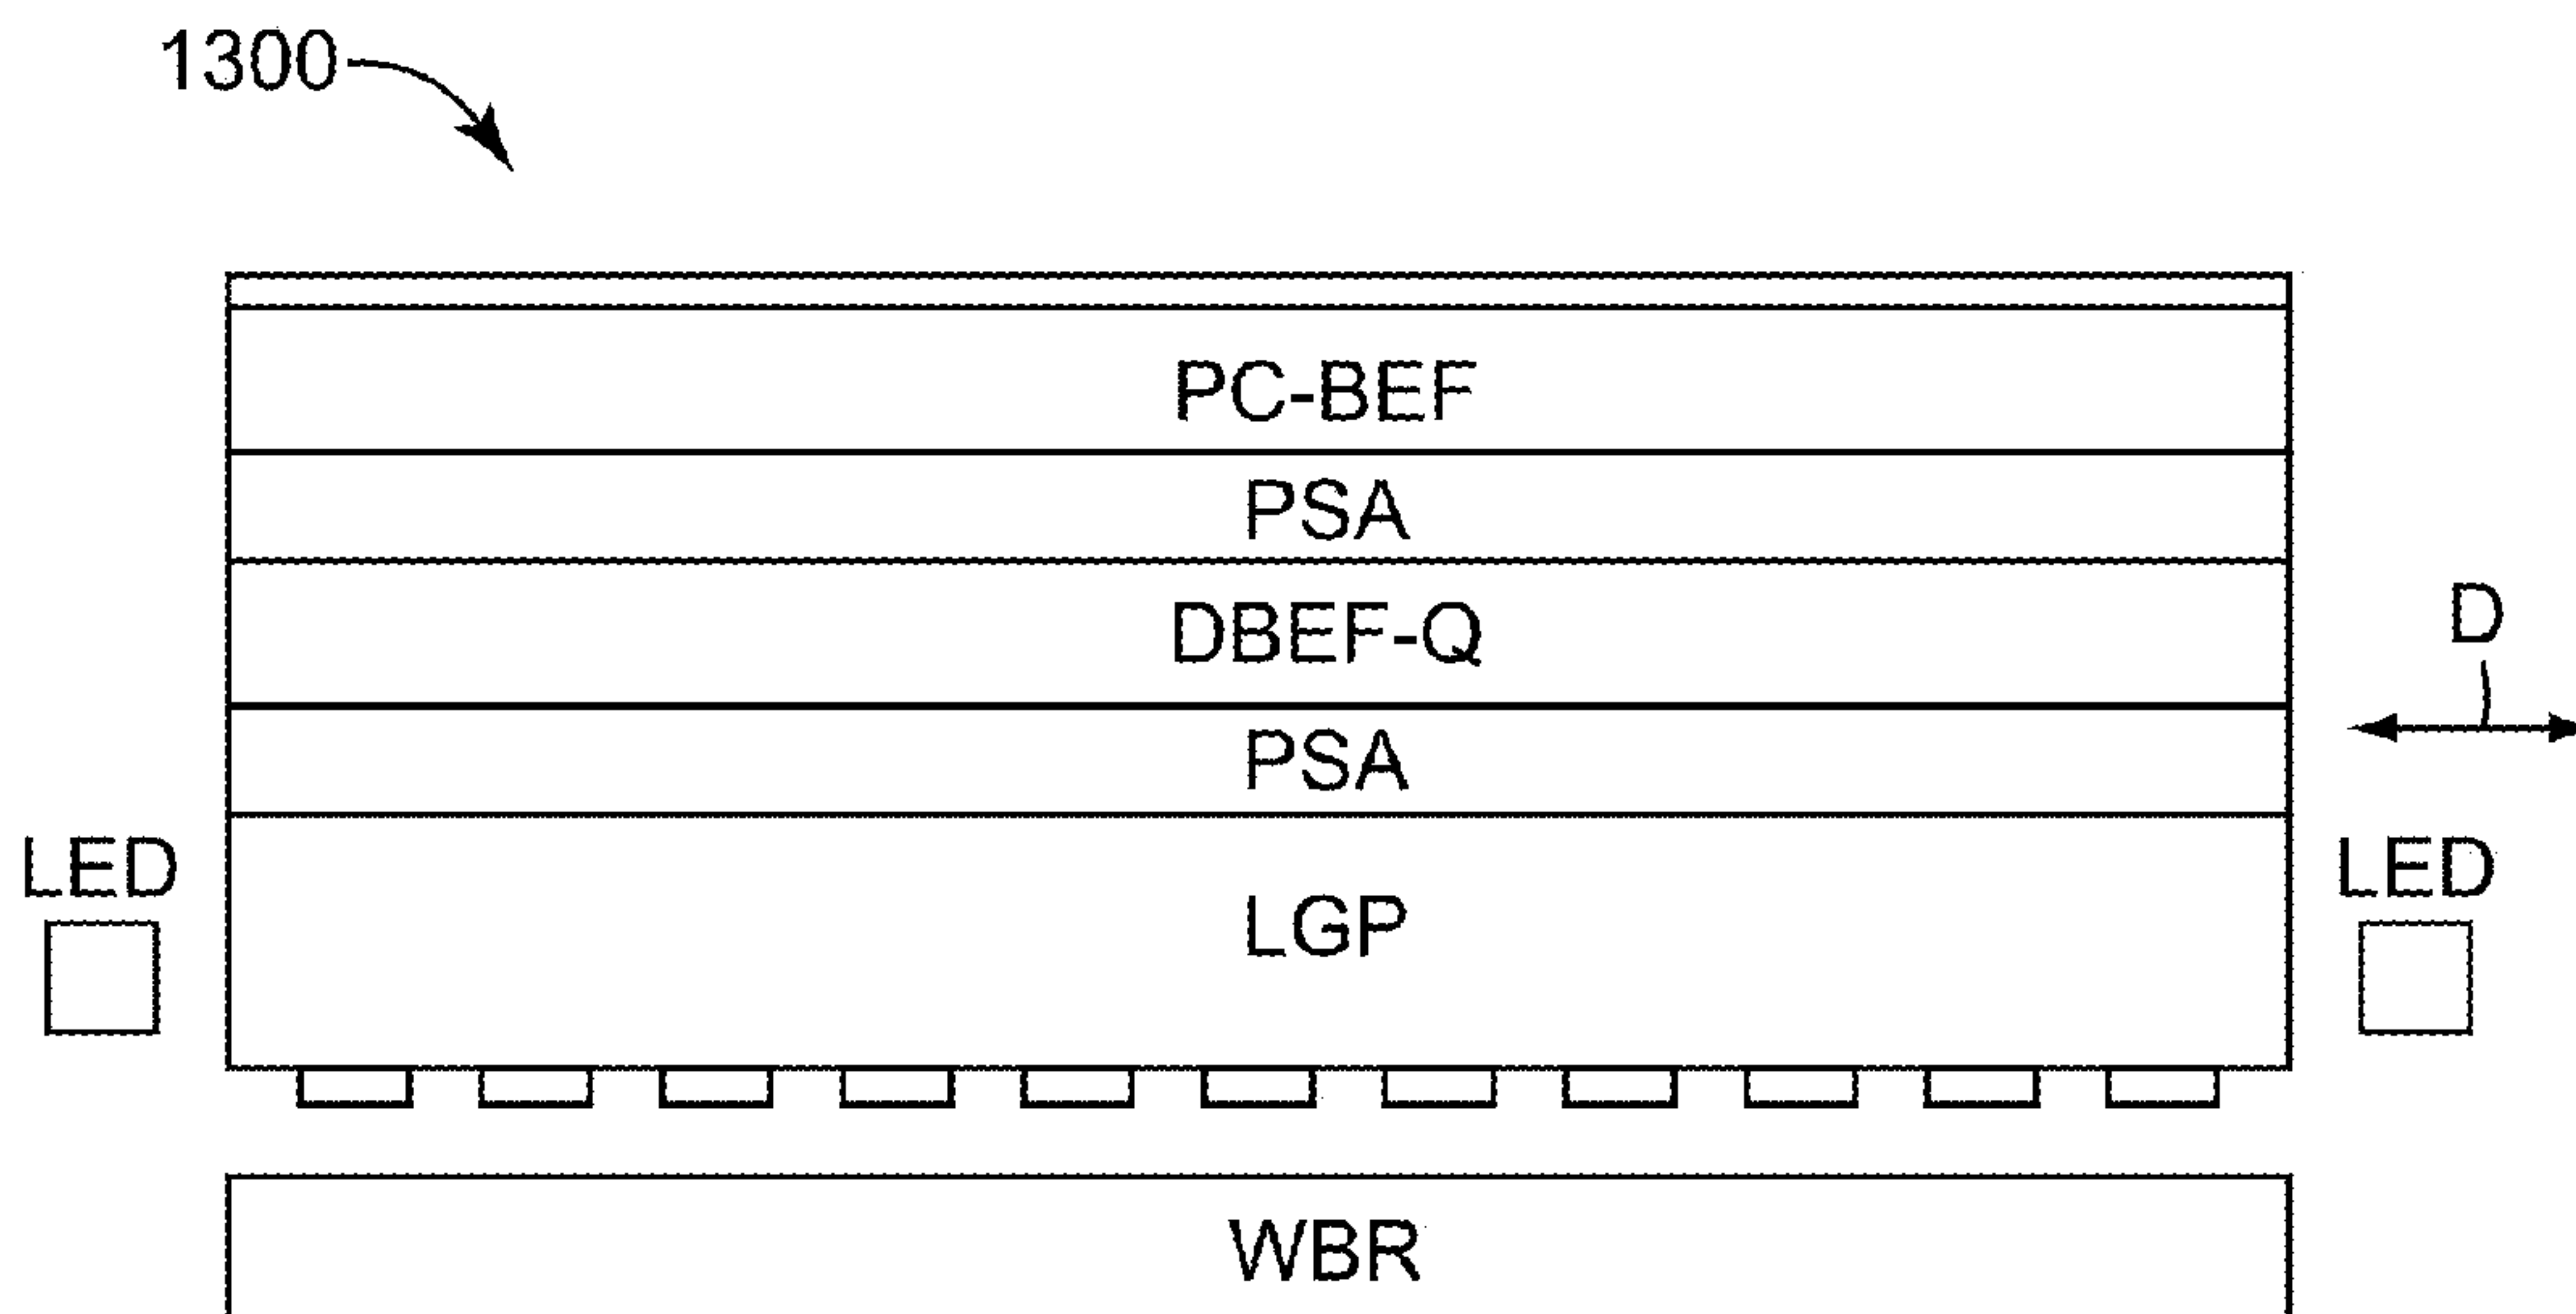 1300
PC-BEF
PSA
DBEF-Q
D
PSA
LED
LED
LGP
WBR